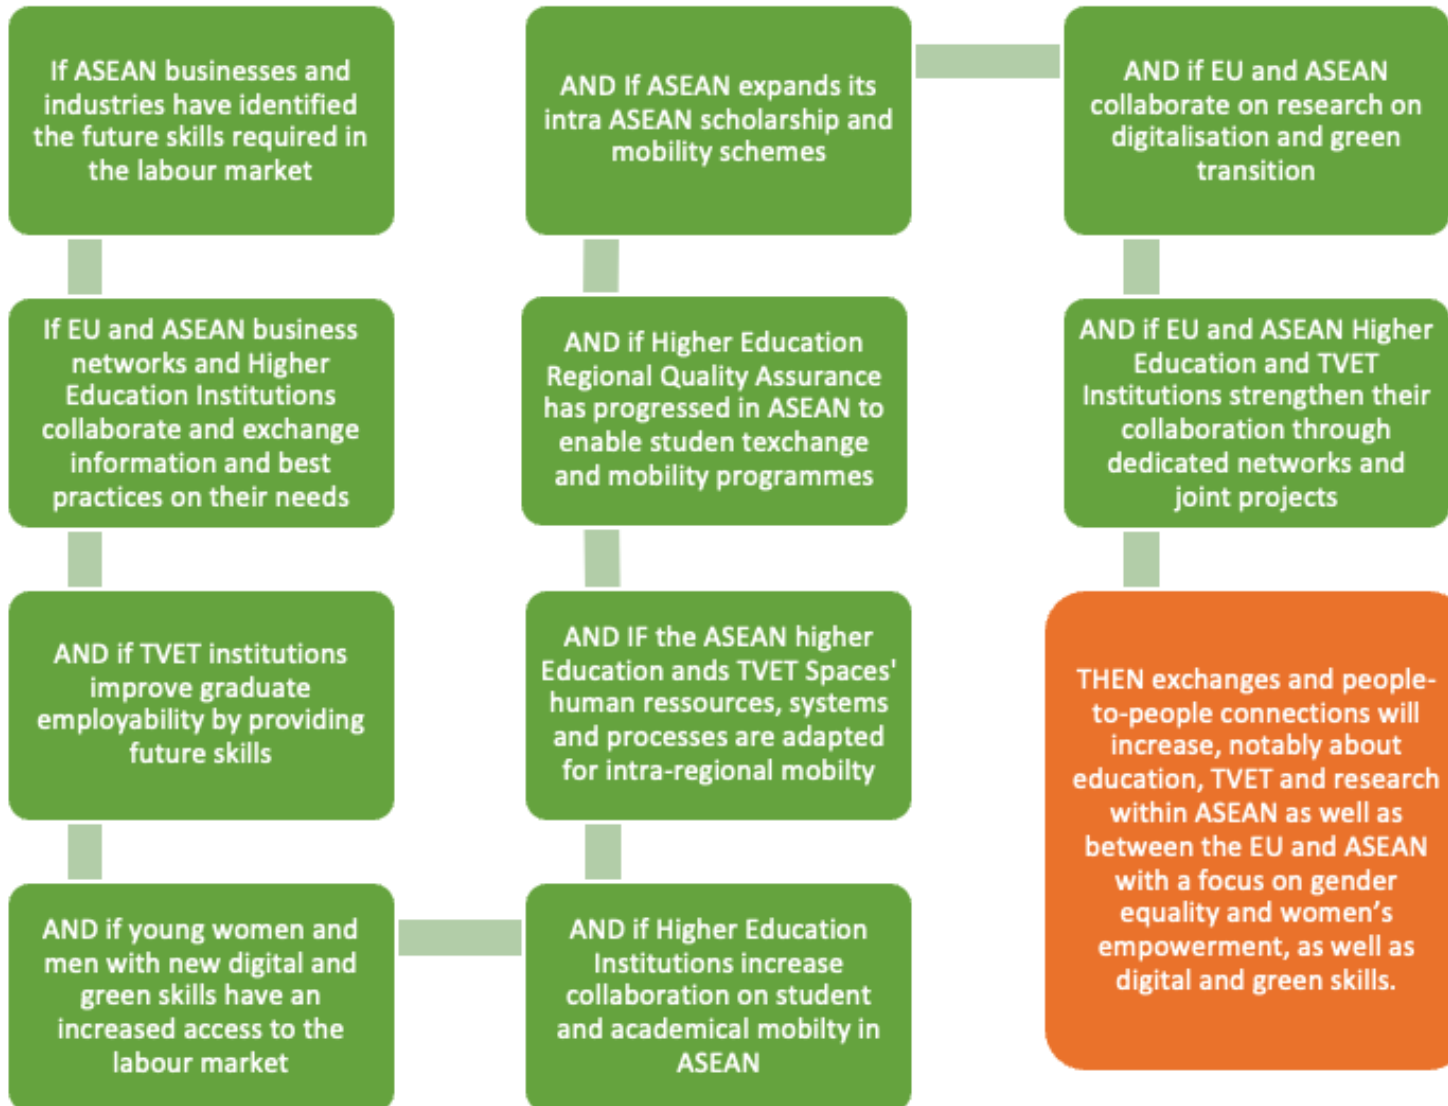 If ASEAN businesses and
industries have identified
the future skills required in
the labour market
If EU and ASEAN business
networks and Higher
Education Institutions
collaborate and exchange
information and best
practices on their needs
AND if TVET institutions
improve graduate
employability by providing
future skills
AND if young women and
men with new digital and
green skills have an
increased access to the
labour market
AND if Higher Education
Institutions increase
collaboration on student
and academical mobilty in
ASEAN
AND IF the ASEAN higher
Education ands TVET Spaces'
human ressources, systems
and processes are adapted
for intra-regional mobilty
AND if Higher Education
Regional Quality Assurance
has progressed in ASEAN to
enable studen texchange
and mobility programmes
AND If ASEAN expands its
intra ASEAN scholarship and
mobility schemes
AND if EU and ASEAN
collaborate on research on
digitalisation and green
transition
AND if EU and ASEAN Higher
Education and TVET
Institutions strengthen their
collaboration through
dedicated networks and
joint projects
THEN exchanges and people-
to-people connections will
increase, notably about
education, TVET and research
within ASEAN as well as
between the EU and ASEAN
with a focus on gender
equality and women’s
empowerment, as well as
digital and green skills.